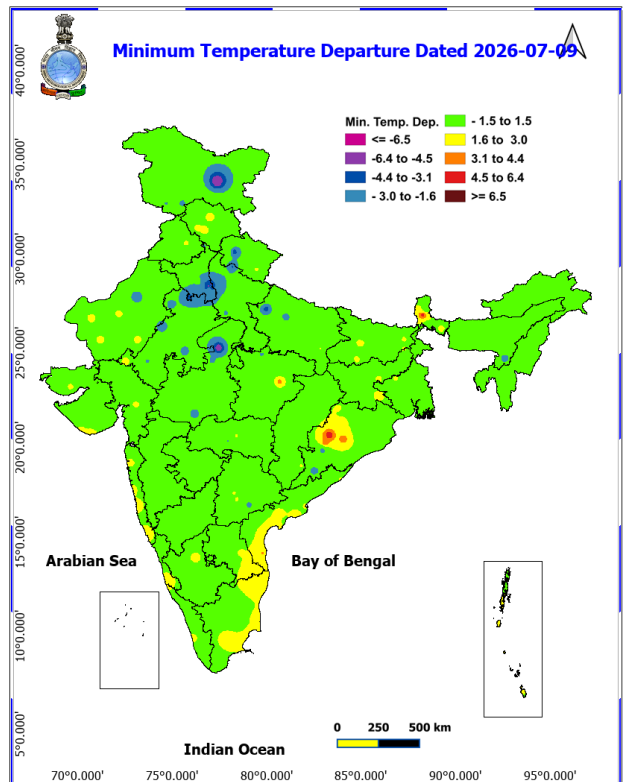 Minimum Temperature Departure Dated 2026-07-09
Min. Temp. Dep.
<= -6.5
-6.4 to -4.5
-4.4 to -3.1
- 3.0 to -1.6
- 1.5 to 1.5
1.6 to 3.0
3.1 to 4.4
4.5 to 6.4
>= 6.5
40°0.000'
35°0.000'
30°0.000'
25°0.000'
20°0.000'
15°0.000'
10°0.000'
5°0.000'
Arabian Sea
Bay of Bengal
Indian Ocean
0 250 500 km
70°0.000' 75°0.000' 80°0.000' 85°0.000' 90°0.000' 95°0.000'